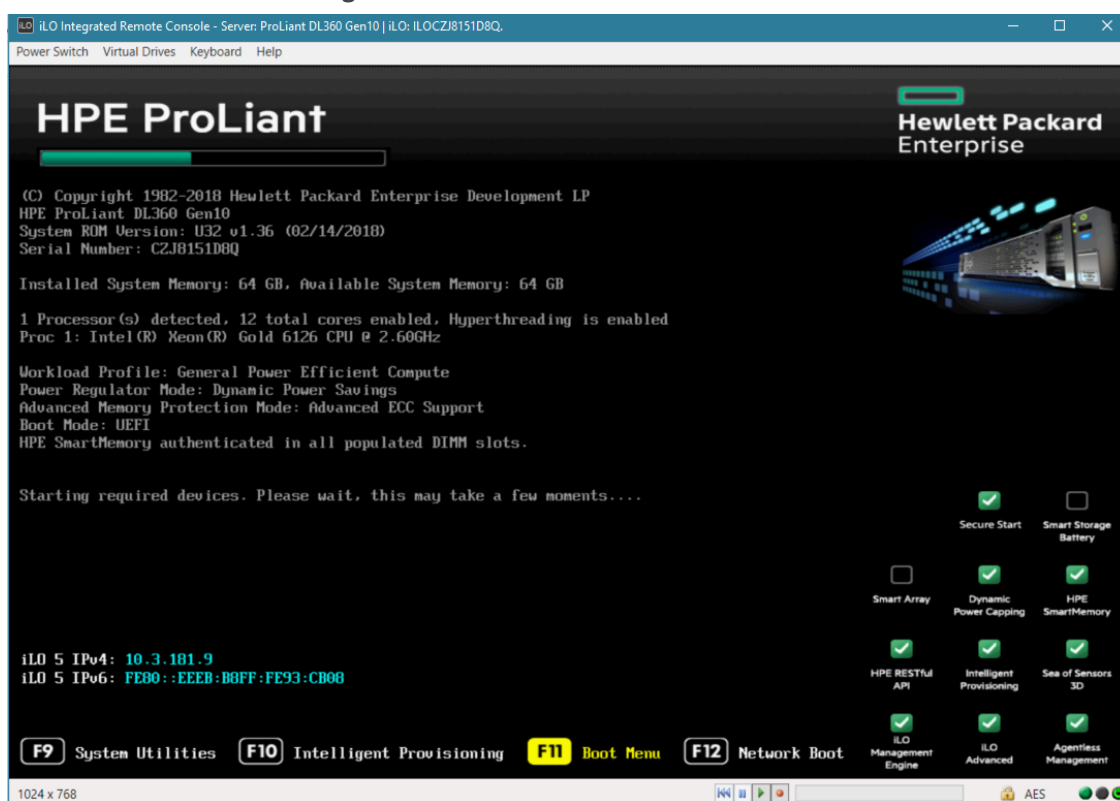 iLO Integrated Remote Console - Server: ProLiant DL360 Gen10 | iLO: ILOCZJ8151D8Q.
Power Switch Virtual Drives Keyboard Help
HPE ProLiant
Hewlett Packard
Enterprise
(C) Copyright 1982-2018 Hewlett Packard Enterprise Development LP
HPE ProLiant DL360 Gen10
System ROM Version: U32 v1.36 (02/14/2018)
Serial Number: CZJ8151D8Q
Installed System Memory: 64 GB, Available System Memory: 64 GB
1 Processor(s) detected, 12 total cores enabled, Hyperthreading is enabled
Proc 1: Intel(R) Xeon(R) Gold 6126 CPU @ 2.60GHz
Workload Profile: General Power Efficient Compute
Power Regulator Mode: Dynamic Power Savings
Advanced Memory Protection Mode: Advanced ECC Support
Boot Mode: UEFI
HPE SmartMemory authenticated in all populated DIMM slots.
Starting required devices. Please wait, this may take a few moments....
Secure Start
Smart Storage
Battery
Smart Array
Dynamic
Power Capping
HPE
SmartMemory
iLO 5 IPv4: 10.3.181.9
iLO 5 IPv6: FE80::EEEB:B8FF:FE93:CB08
HPE RESTful
API
Intelligent
Provisioning
Sea of Sensors
3D
iLO
Management
Engine
iLO
Advanced
Agentless
Management
F9 System Utilities F10 Intelligent Provisioning F11 Boot Menu F12 Network Boot
1024 x 768
AES